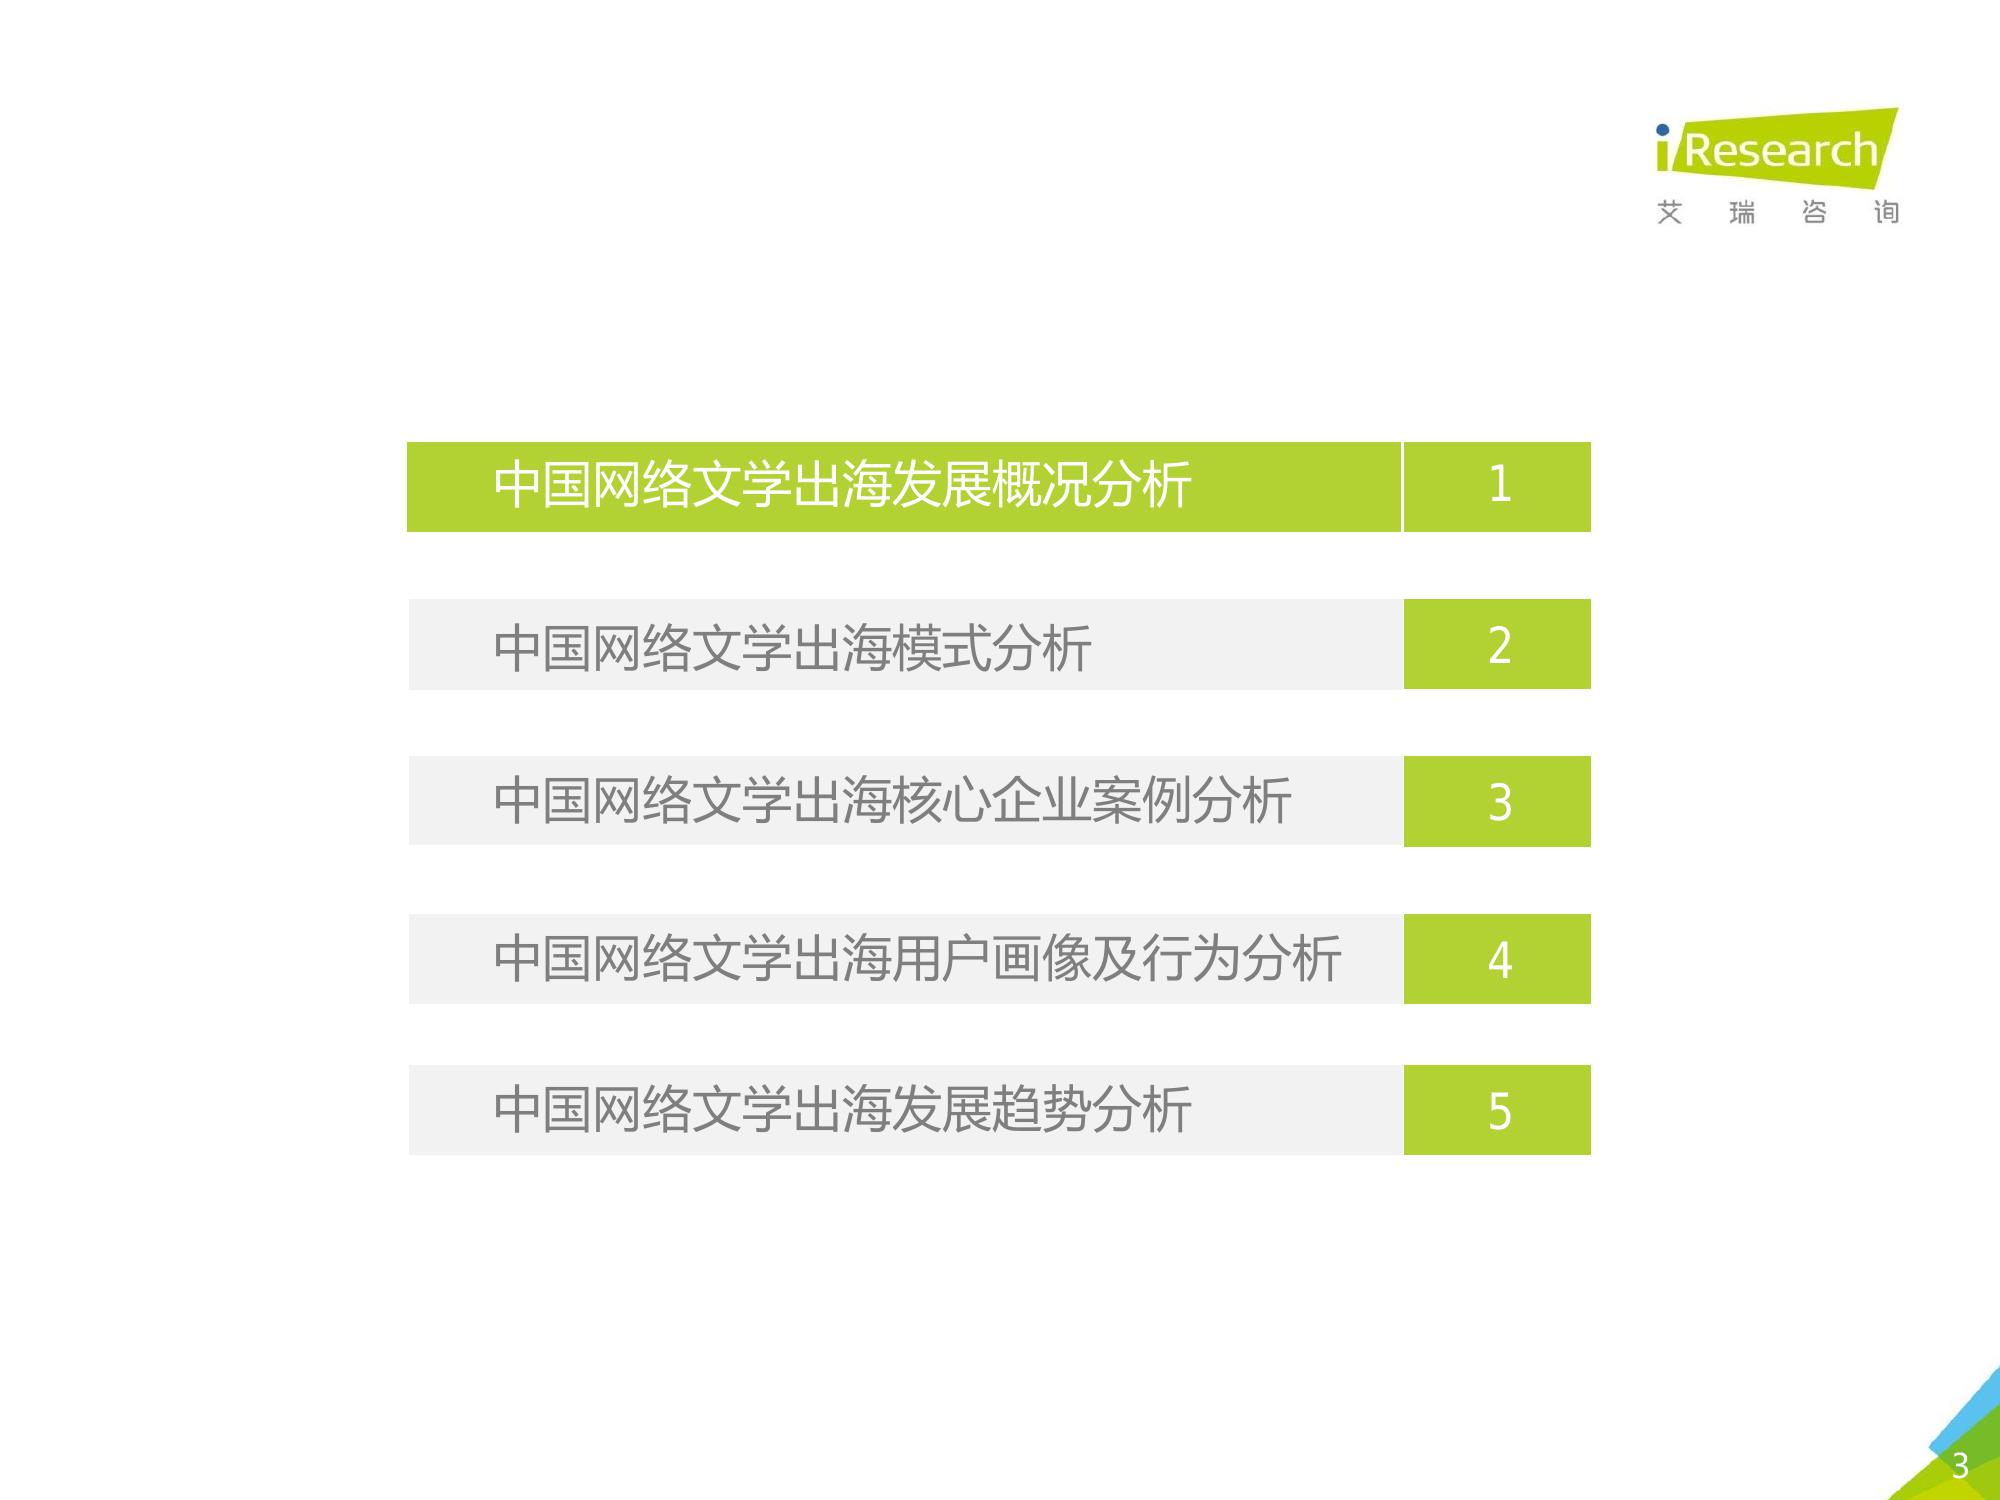 iResearch
艾瑞咨询
中国网络文学出海发展概况分析 1
中国网络文学出海模式分析 2
中国网络文学出海核心企业案例分析 3
中国网络文学出海用户画像及行为分析 4
中国网络文学出海发展趋势分析 5
3